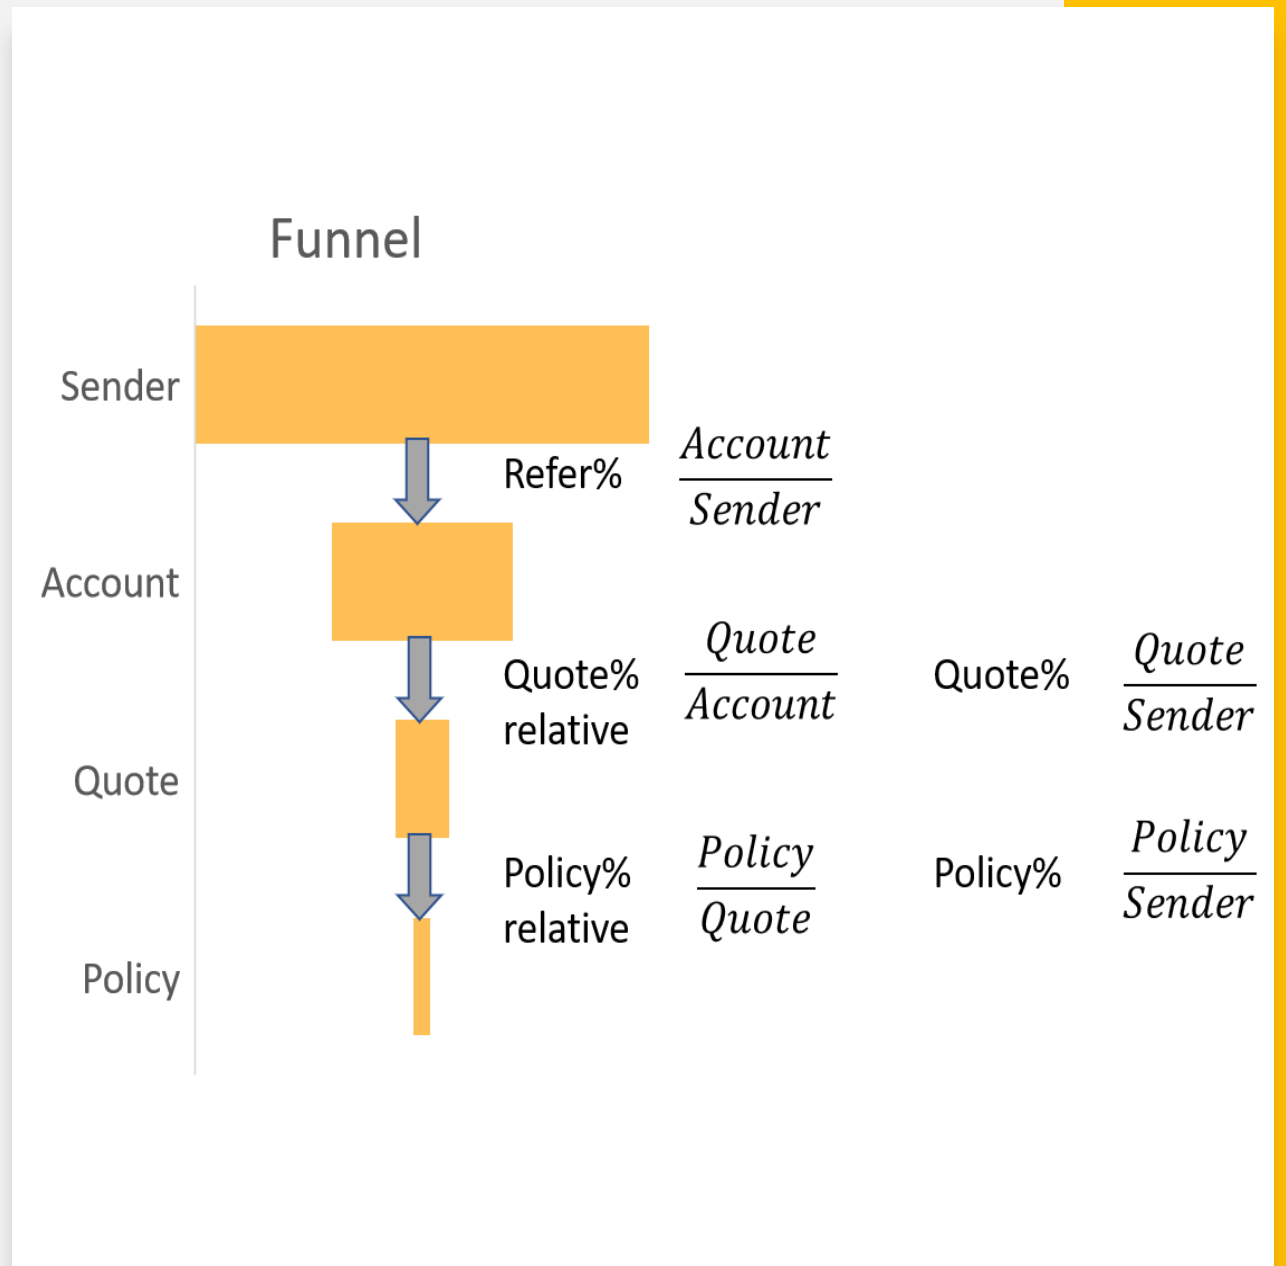 Funnel
Sender
Refer%
Account
Sender
Account
Quote%
relative
Quote
Account
Quote%
Quote
Sender
Quote
Policy%
relative
Policy
Quote
Policy%
Policy
Sender
Policy